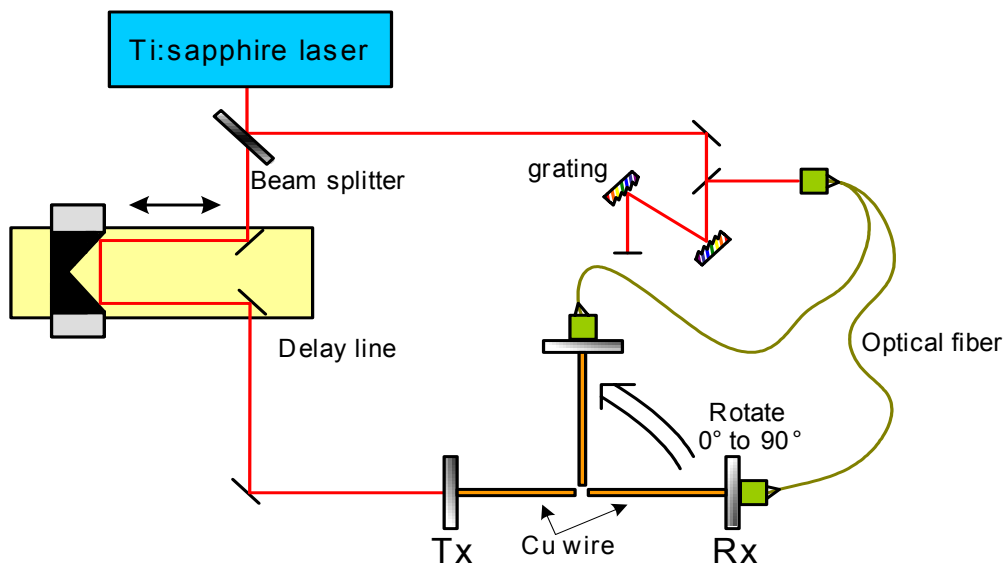 Ti:sapphire laser
Beam splitter
grating
Delay line
Optical fiber
Rotate
0° to 90°
Tx
Cu wire
Rx